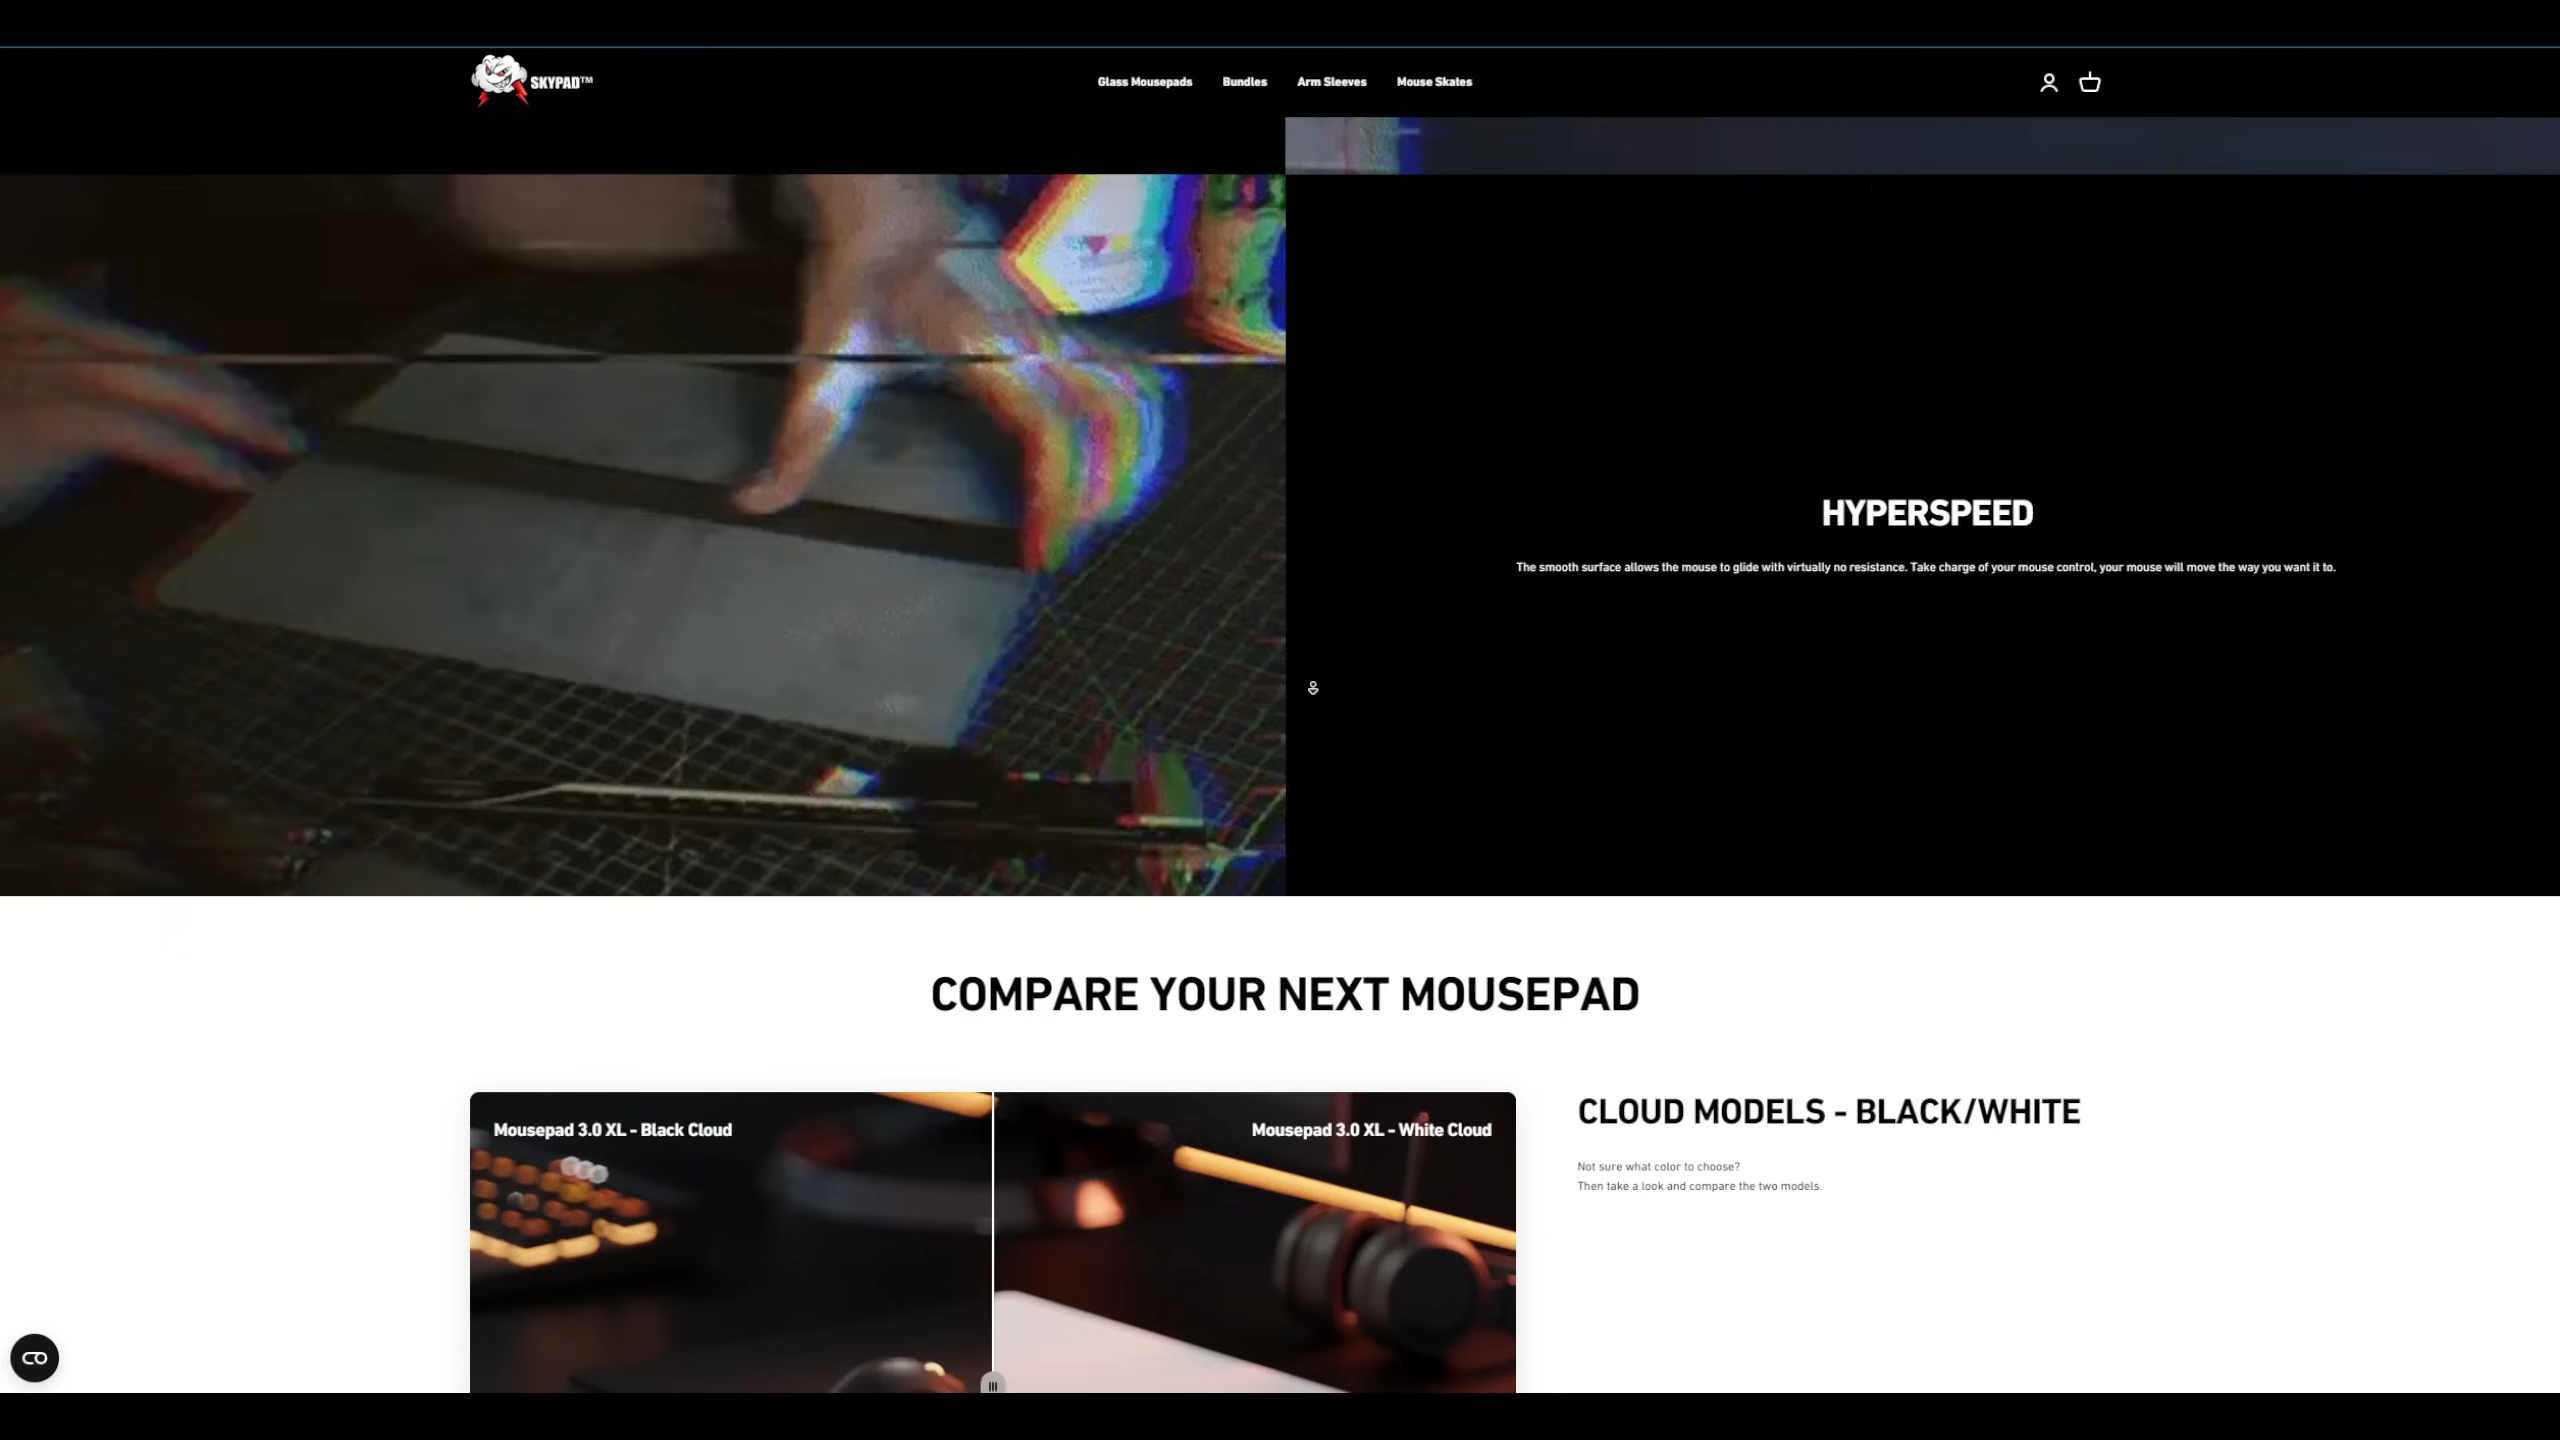 SKYPAD™
Glass Mousepads
Bundles
Arm Sleeves
Mouse Skates
HYPERSPEED
The smooth surface allows the mouse to glide with virtually no resistance. Take charge of your mouse control, your mouse will move the way you want it to.
COMPARE YOUR NEXT MOUSEPAD
Mousepad 3.0 XL - Black Cloud
Mousepad 3.0 XL - White Cloud
CLOUD MODELS - BLACK/WHITE
Not sure what color to choose?
Then take a look and compare the two models.